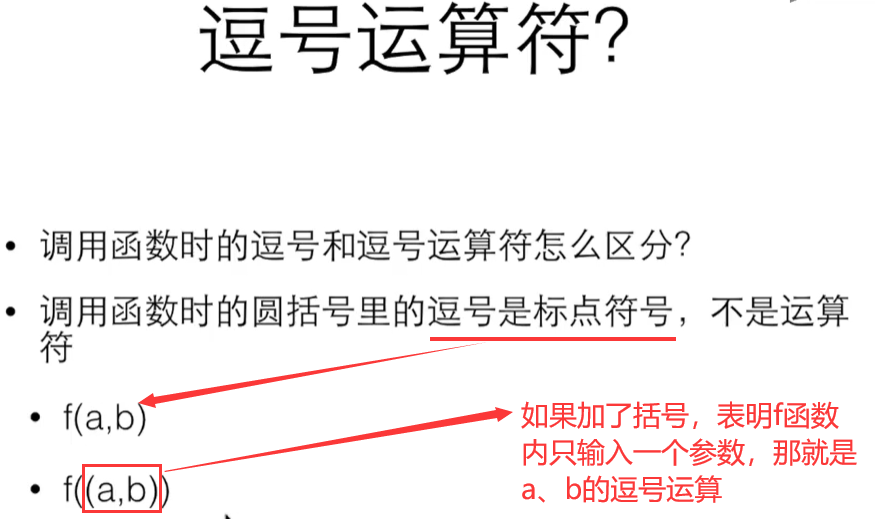 逗号运算符?
• 调用函数时的逗号和逗号运算符怎么区分?
• 调用函数时的圆括号里的逗号是标点符号，不是运算
符
• f(a,b)
如果加了括号，表明f函数
内只输入一个参数，那就是
a、b的逗号运算
• f((a,b))